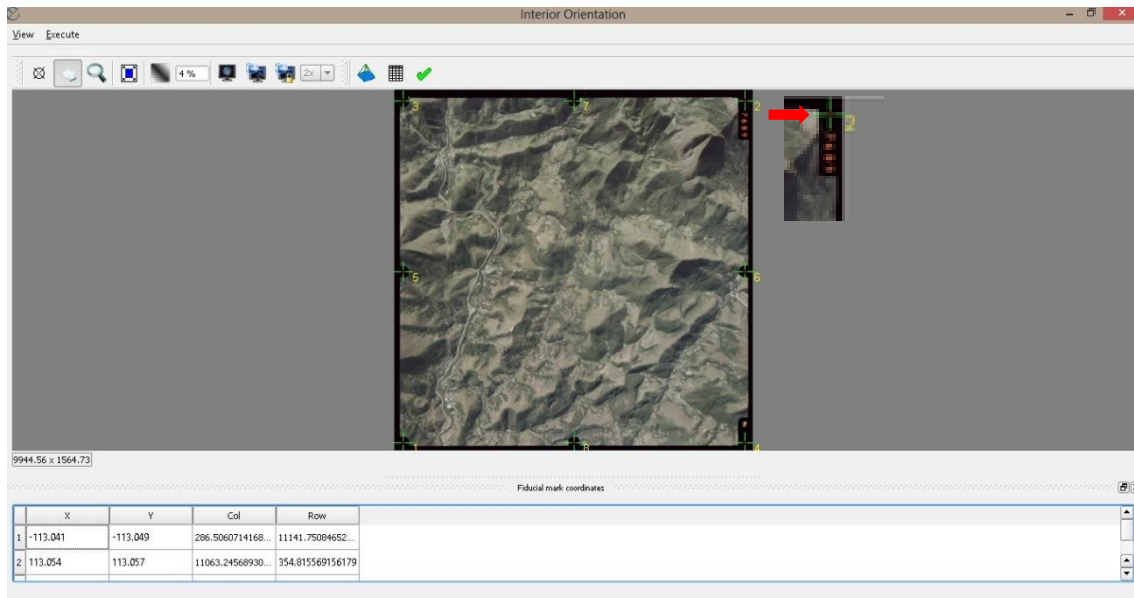 Interior Orientation
View Execute
4 %
2x
3 7 2
7689
5 6
1 8 4
9944.56 x 1564.73
Fiducial mark coordinates
X Y Col Row
1 -113.041 -113.049 286.5060714168... 11141.75084652...
2 113.054 113.057 11063.24568930... 354.815569156179